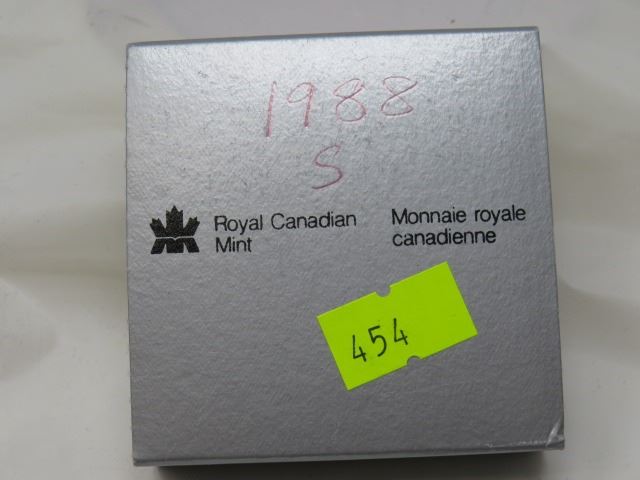 1988
S
Royal Canadian
Mint
Monnaie royale
canadienne
454